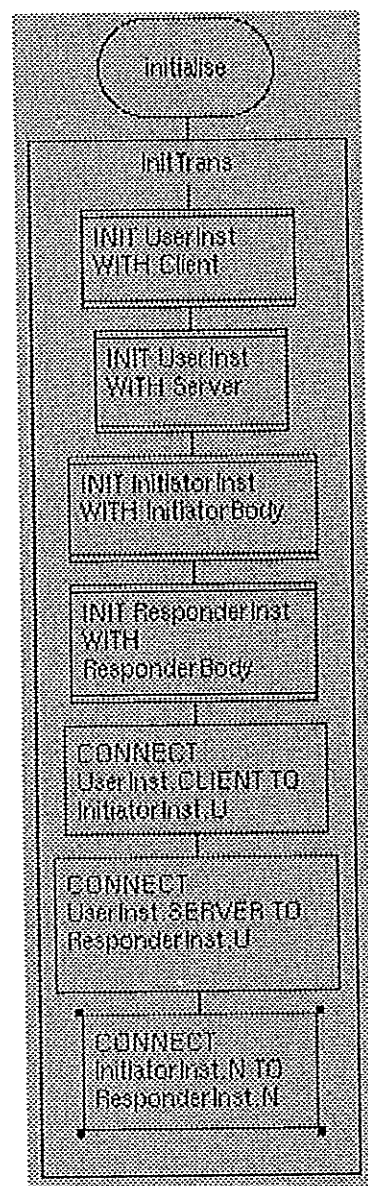 initialise
InitTrans
INIT UserInst
WITH Client
INIT UserInst
WITH Server
INIT InitiatorInst
WITH InitiatorBody
INIT ResponderInst
WITH
ResponderBody
CONNECT
UserInst.CLIENT TO
InitiatorInst.U
CONNECT
UserInst.SERVER TO
ResponderInst.U
CONNECT
InitiatorInst.N TO
ResponderInst.N